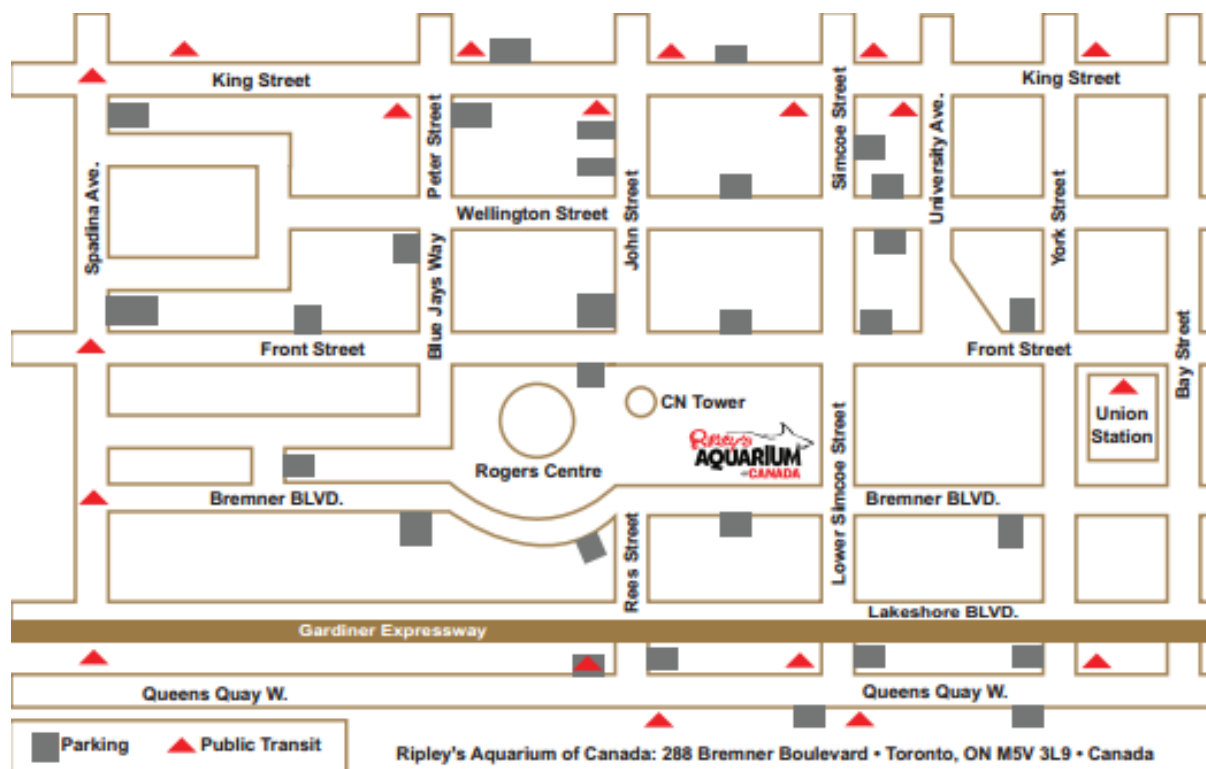 King Street
King Street
Spadina Ave.
Peter Street
Simcoe Street
University Ave.
Wellington Street
John Street
York Street
Blue Jays Way
Front Street
Front Street
Bay Street
CN Tower
Union
Station
Ripley's
AQUARIUM
of CANADA
Rogers Centre
Lower Simcoe Street
Bremner BLVD.
Bremner BLVD.
Rees Street
Lakeshore BLVD.
Gardiner Expressway
Queens Quay W.
Queens Quay W.
Parking
Public Transit
Ripley's Aquarium of Canada: 288 Bremner Boulevard • Toronto, ON M5V 3L9 • Canada